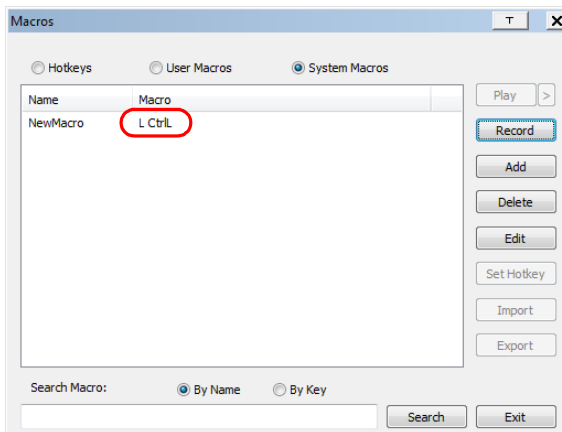 Macros
Hotkeys User Macros System Macros
Name Macro
NewMacro L CtrlL
Play >
Record
Add
Delete
Edit
Set Hotkey
Import
Export
Search Macro: By Name By Key
Search Exit